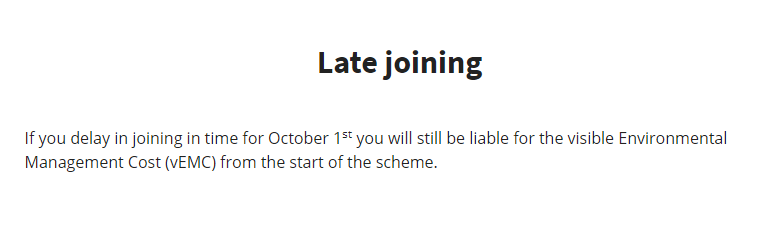 Late joining
If you delay in joining in time for October 1st you will still be liable for the visible Environmental
Management Cost (vEMC) from the start of the scheme.